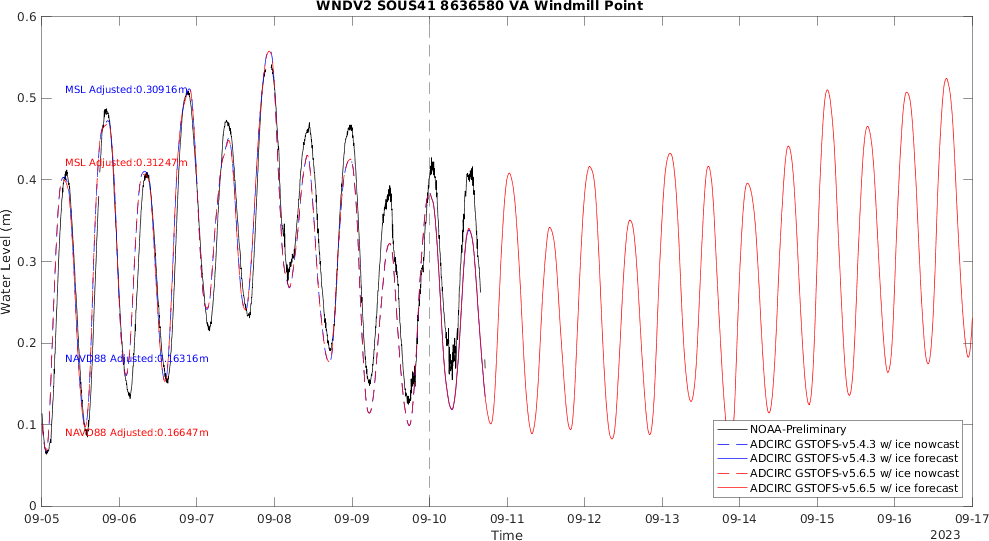 WNDV2 SOUS41 8636580 VA Windmill Point
0.6
0.5
0.4
0.3
0.2
0.1
0
Water Level (m)
MSL Adjusted:0.30916m
MSL Adjusted:0.31247m
NAVD88 Adjusted:0.16316m
NAVD88 Adjusted:0.16647m
NOAA-Preliminary
ADCIRC GSTOFS-v5.4.3 w/ ice nowcast
ADCIRC GSTOFS-v5.4.3 w/ ice forecast
ADCIRC GSTOFS-v5.6.5 w/ ice nowcast
ADCIRC GSTOFS-v5.6.5 w/ ice forecast
09-05 09-06 09-07 09-08 09-09 09-10 09-11 09-12 09-13 09-14 09-15 09-16 09-17
Time
2023